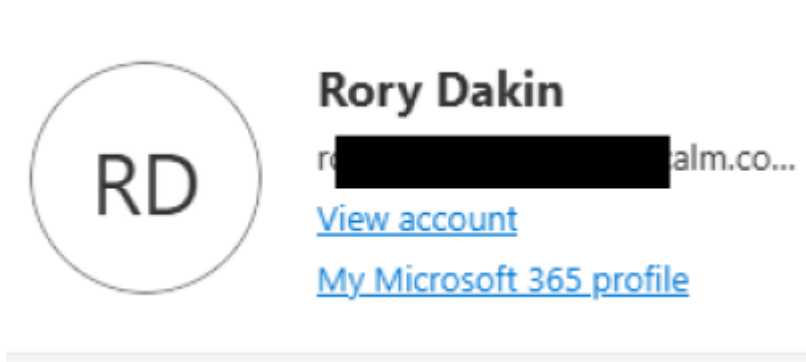 RD
Rory Dakin
alm.co...
View account
My Microsoft 365 profile